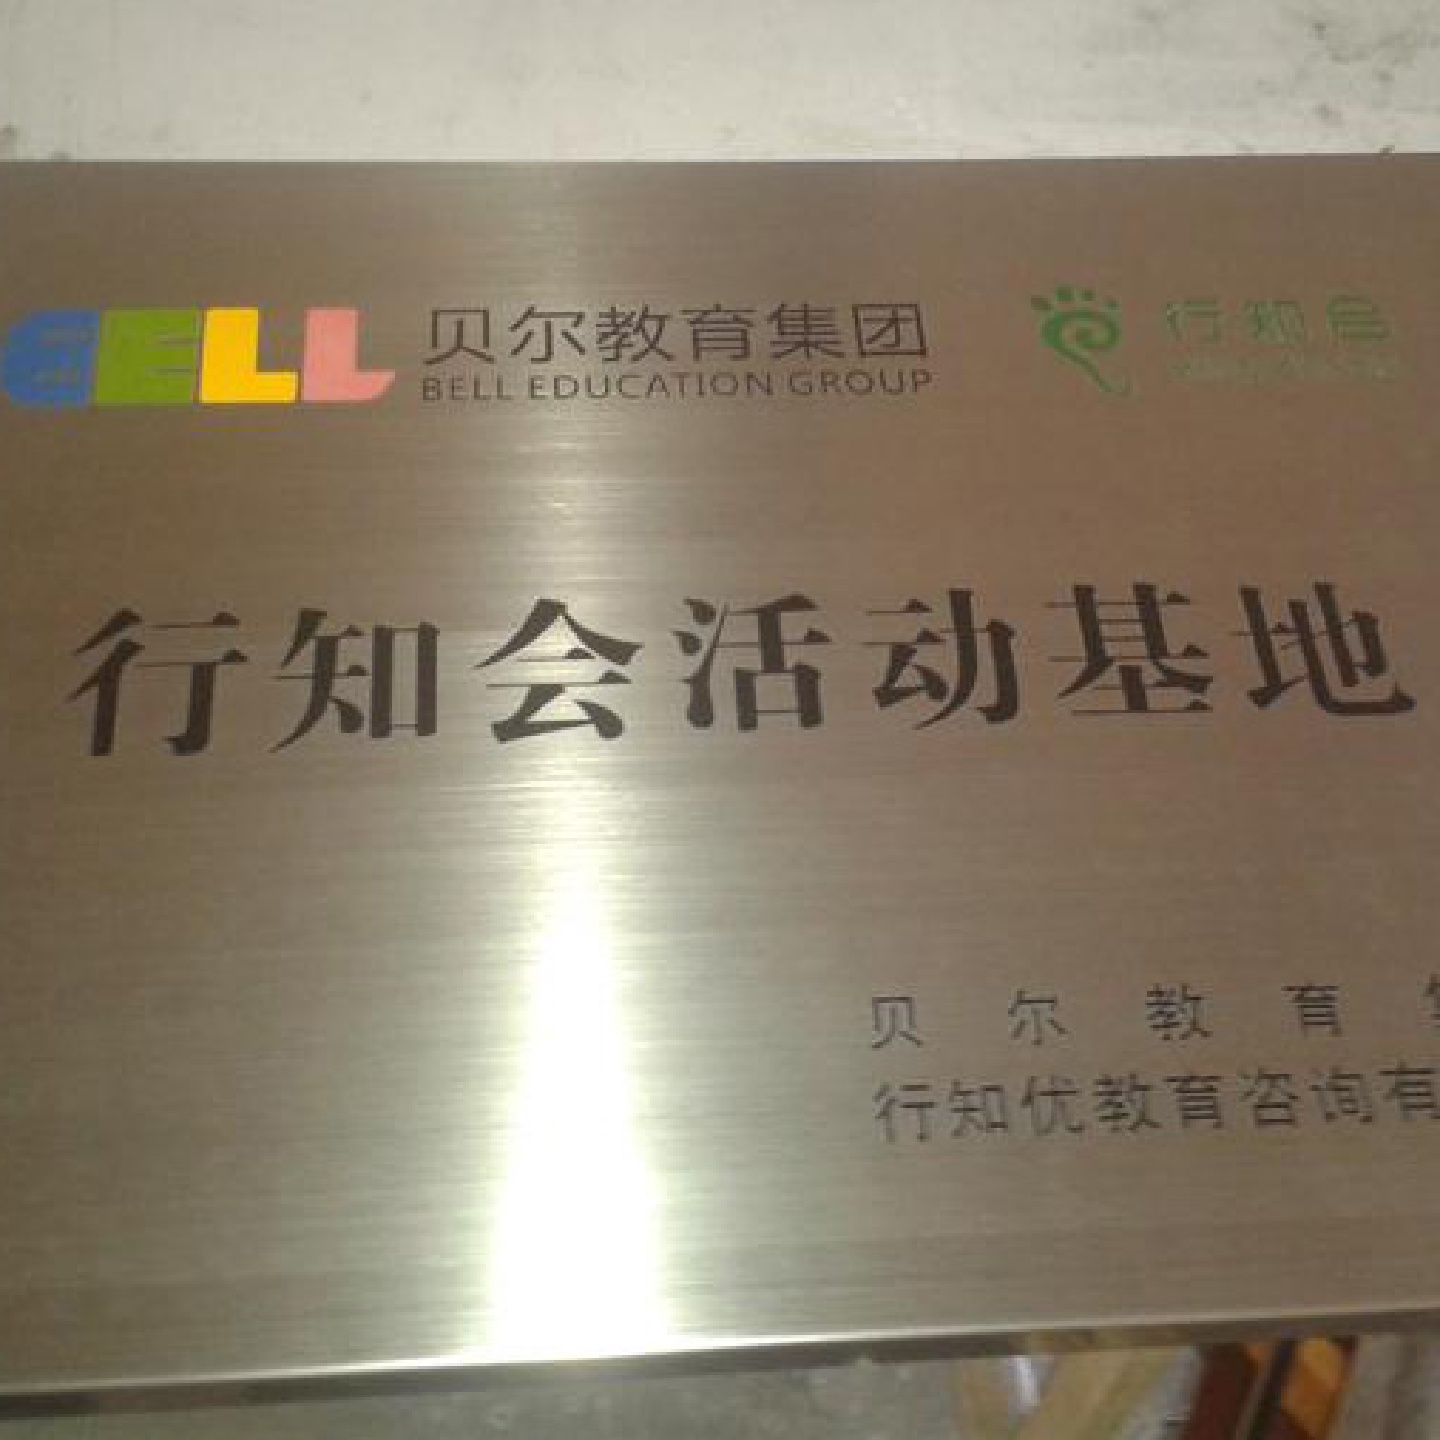 BELL 贝尔教育集团 行知会
BELL EDUCATION GROUP
行知会活动基地
贝尔教育
行知优教育咨询有